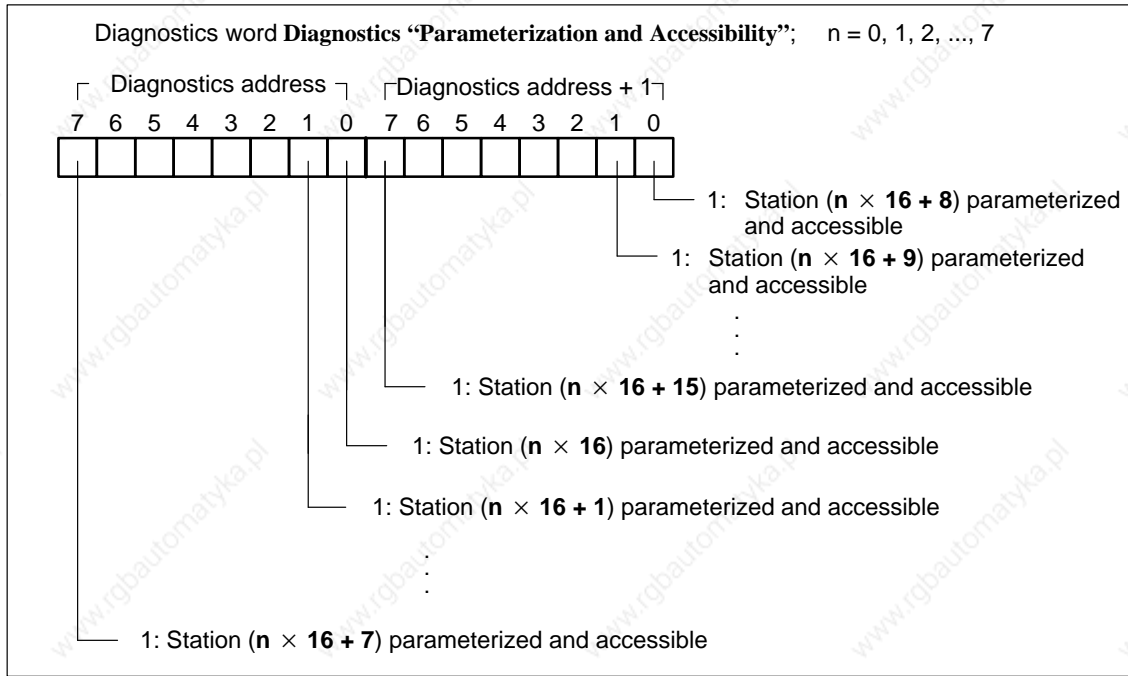 Diagnostics word Diagnostics “Parameterization and Accessibility”; n = 0, 1, 2, ..., 7
Diagnostics address Diagnostics address + 1
7 6 5 4 3 2 1 0 7 6 5 4 3 2 1 0
1: Station (n × 16 + 8) parameterized
and accessible
1: Station (n × 16 + 9) parameterized
and accessible
.
.
.
1: Station (n × 16 + 15) parameterized and accessible
1: Station (n × 16) parameterized and accessible
1: Station (n × 16 + 1) parameterized and accessible
.
.
.
1: Station (n × 16 + 7) parameterized and accessible
www.rgbautomatyka.pl